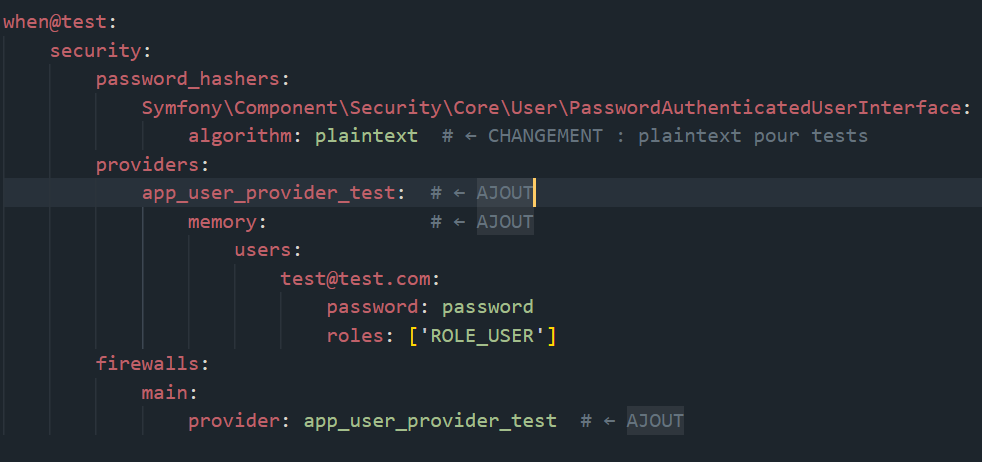 when@test:
    security:
        password_hashers:
            Symfony\Component\Security\Core\User\PasswordAuthenticatedUserInterface:
                algorithm: plaintext  # ← CHANGEMENT : plaintext pour tests
        providers:
            app_user_provider_test:  # ← AJOUT
                memory:              # ← AJOUT
                    users:
                        test@test.com:
                            password: password
                            roles: ['ROLE_USER']
        firewalls:
            main:
                provider: app_user_provider_test  # ← AJOUT